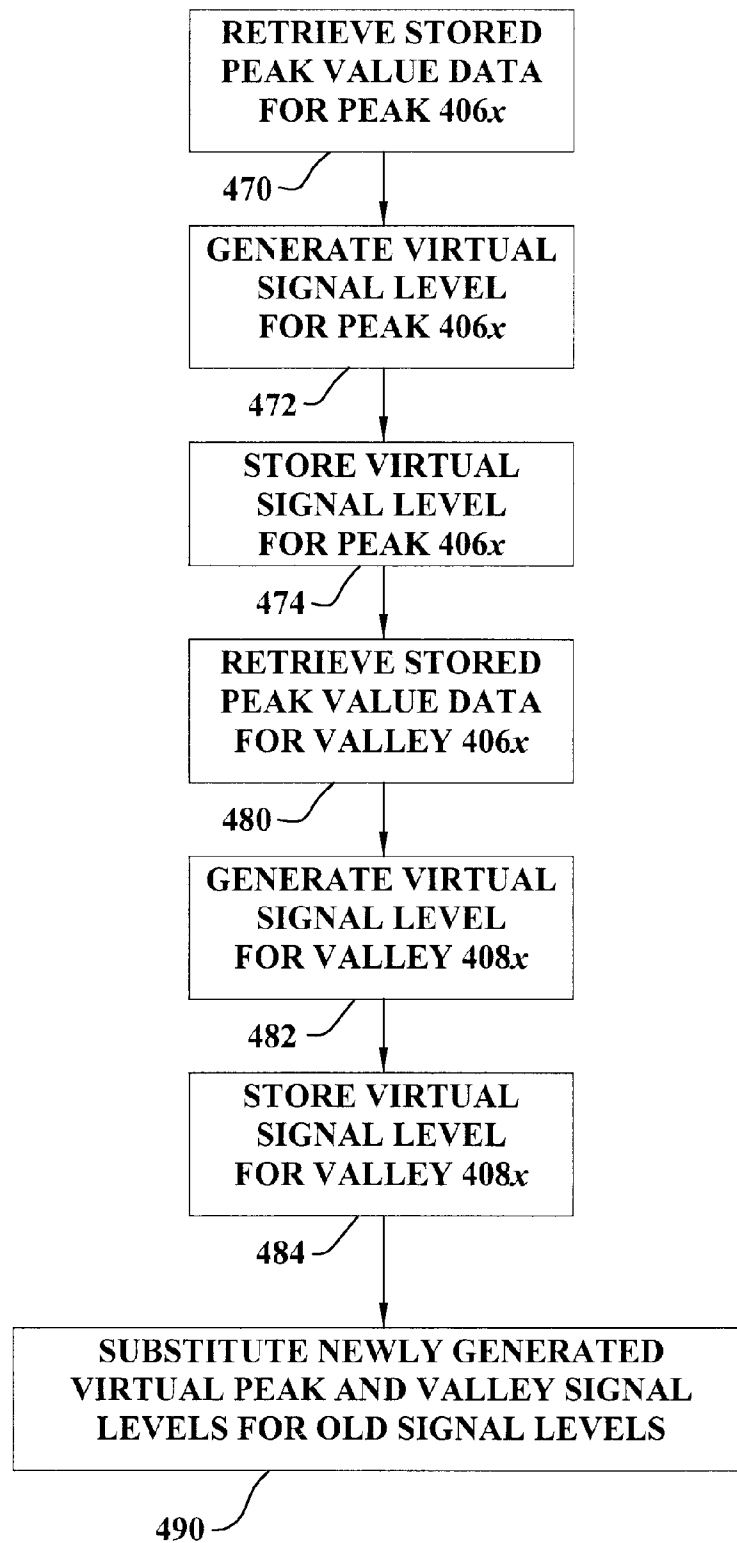 RETRIEVE STORED
PEAK VALUE DATA
FOR PEAK 406x
470
GENERATE VIRTUAL
SIGNAL LEVEL
FOR PEAK 406x
472
STORE VIRTUAL
SIGNAL LEVEL
FOR PEAK 406x
474
RETRIEVE STORED
PEAK VALUE DATA
FOR VALLEY 406x
480
GENERATE VIRTUAL
SIGNAL LEVEL
FOR VALLEY 408x
482
STORE VIRTUAL
SIGNAL LEVEL
FOR VALLEY 408x
484
SUBSTITUTE NEWLY GENERATED
VIRTUAL PEAK AND VALLEY SIGNAL
LEVELS FOR OLD SIGNAL LEVELS
490